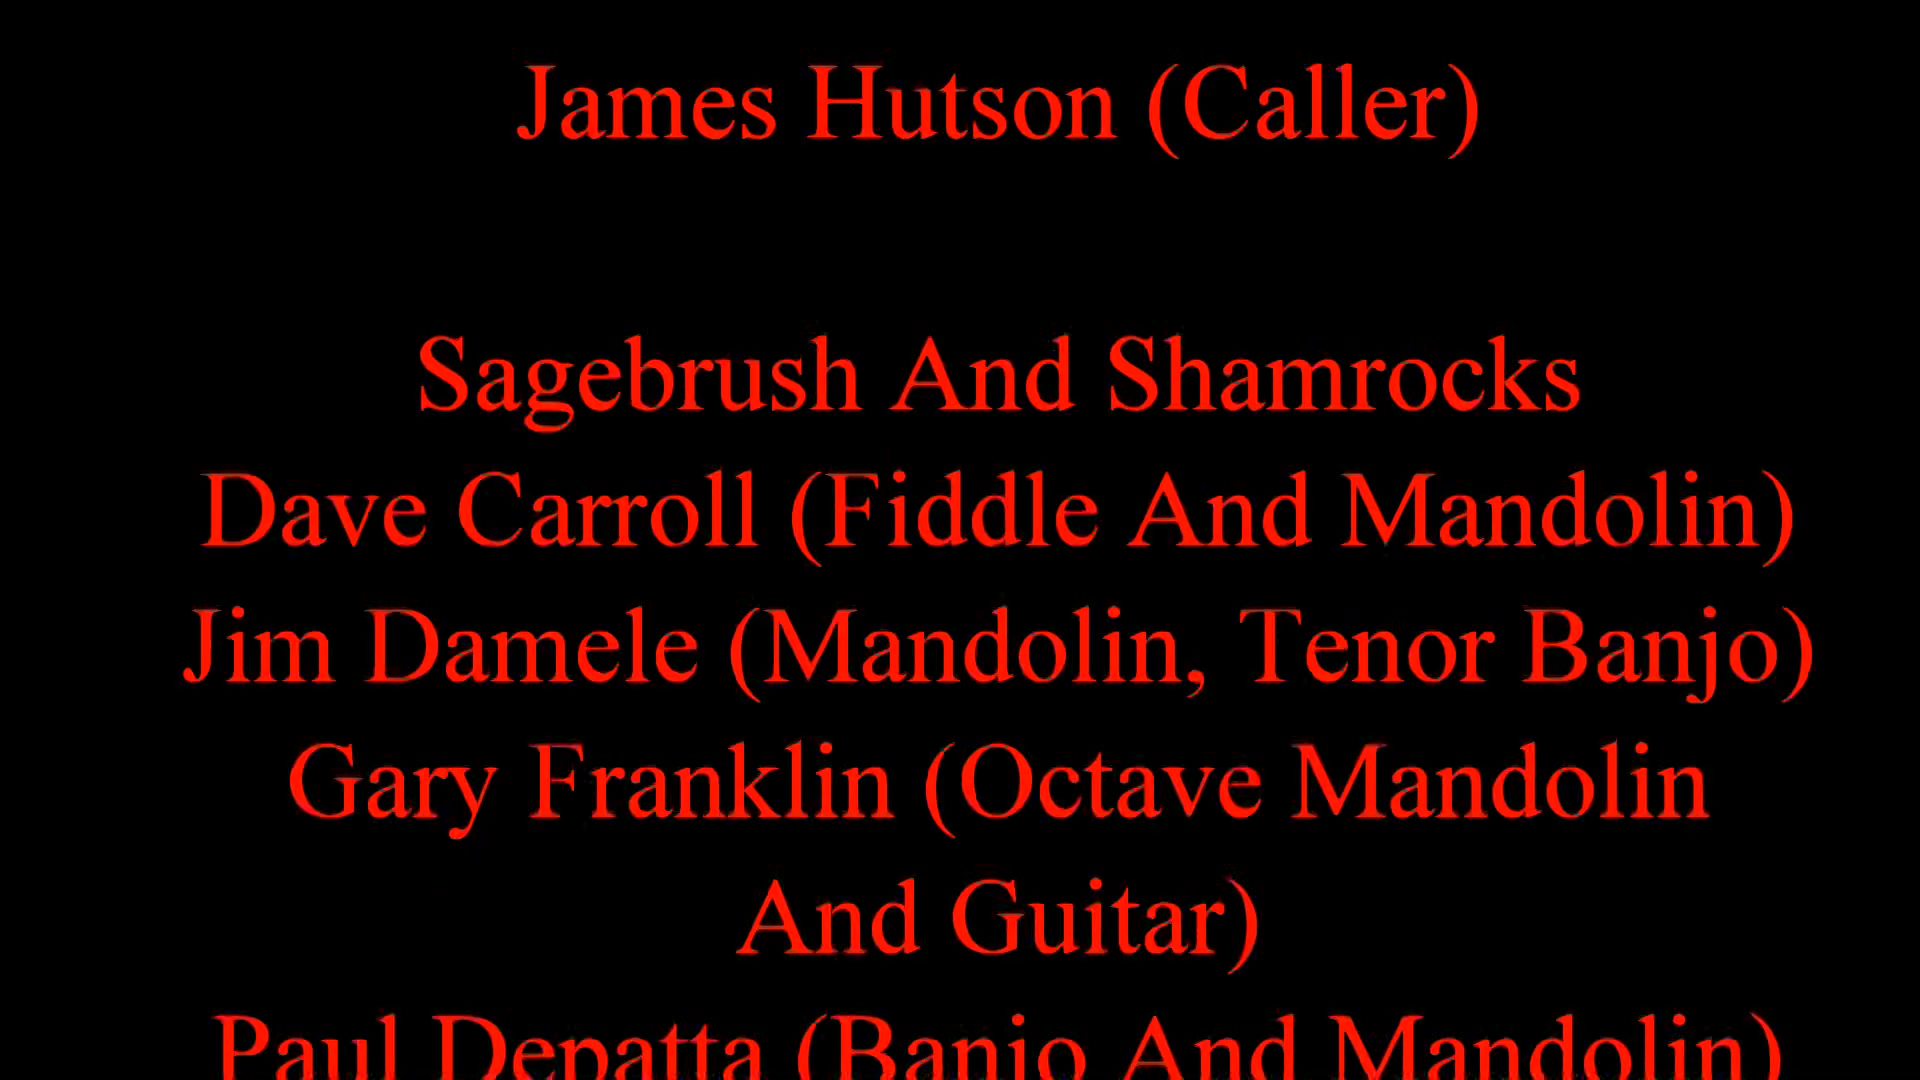 James Hutson (Caller)
Sagebrush And Shamrocks
Dave Carroll (Fiddle And Mandolin)
Jim Damele (Mandolin, Tenor Banjo)
Gary Franklin (Octave Mandolin
And Guitar)
Paul Depatta (Banjo And Mandolin)